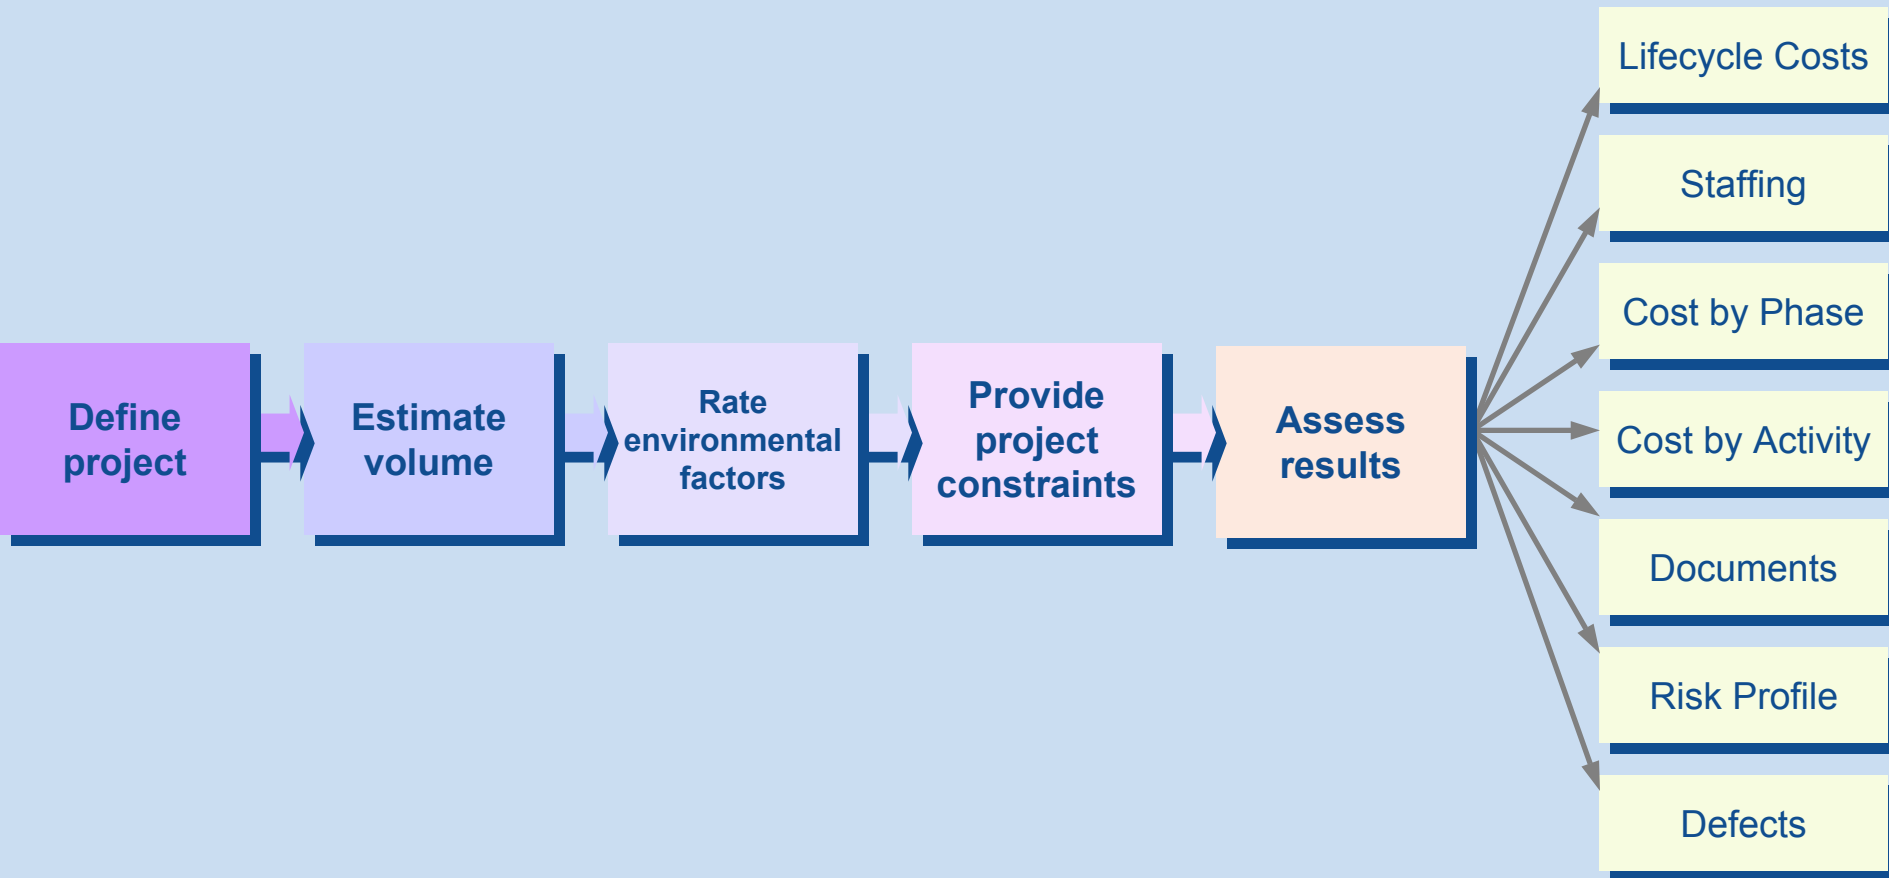 Define
project
Estimate
volume
Rate
environmental
factors
Provide
project
constraints
Assess
results
Lifecycle Costs
Staffing
Cost by Phase
Cost by Activity
Documents
Risk Profile
Defects